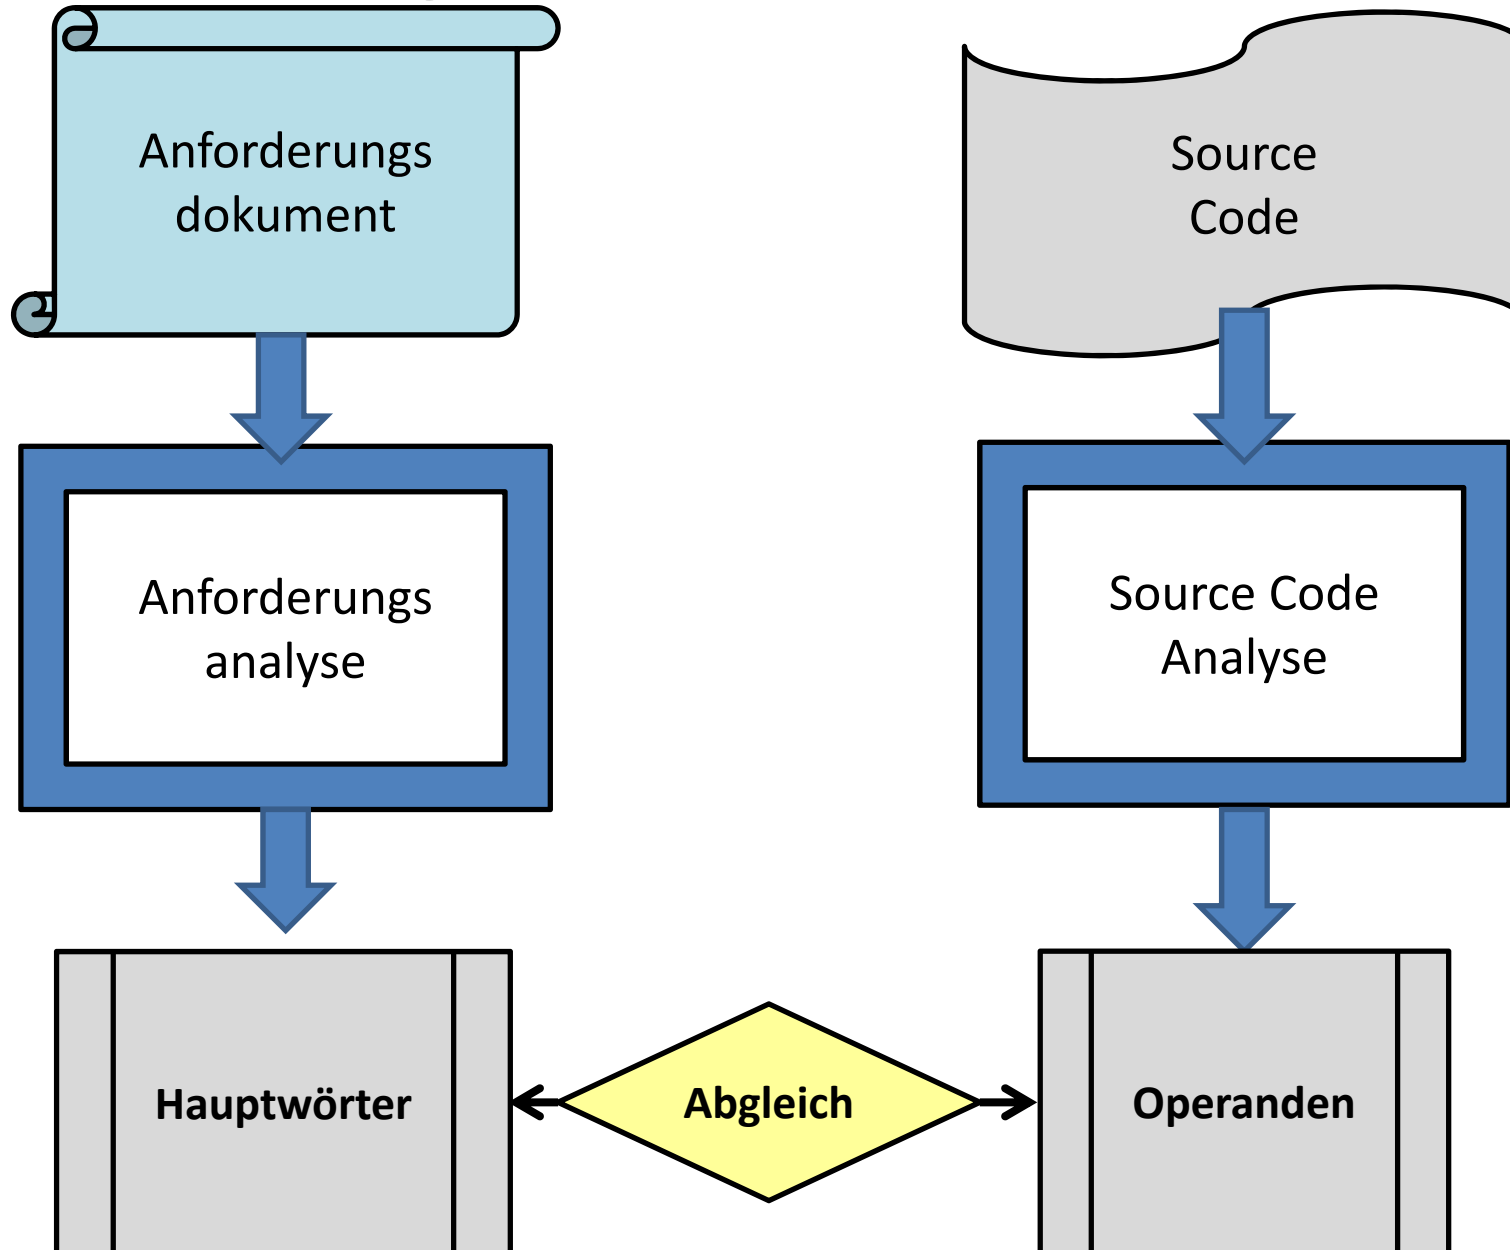 Anforderungs
dokument
Source
Code
Anforderungs
analyse
Source Code
Analyse
Hauptwörter
Abgleich
Operanden